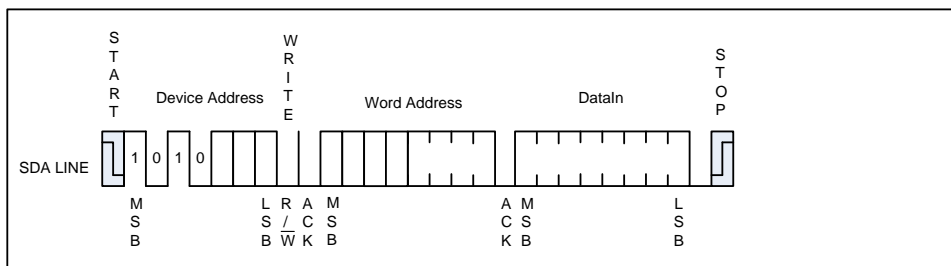 START
WRITE
STOP
Device Address
Word Address
DataIn
SDA LINE
1 0 1 0
MSB
LSB
R/W
ACK
MSB
ACK
MSB
LSB